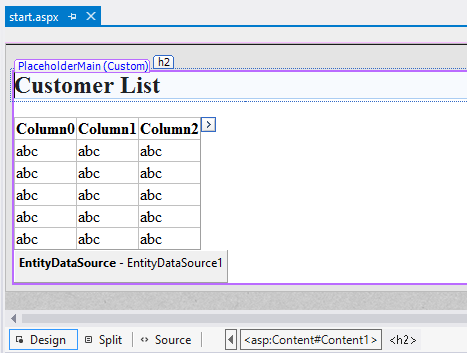 start.aspx
PlaceholderMain (Custom) h2
Customer List
Column0 Column1 Column2
abc abc abc
abc abc abc
abc abc abc
abc abc abc
abc abc abc
EntityDataSource - EntityDataSource1
Design Split Source <asp:Content#Content1> <h2>